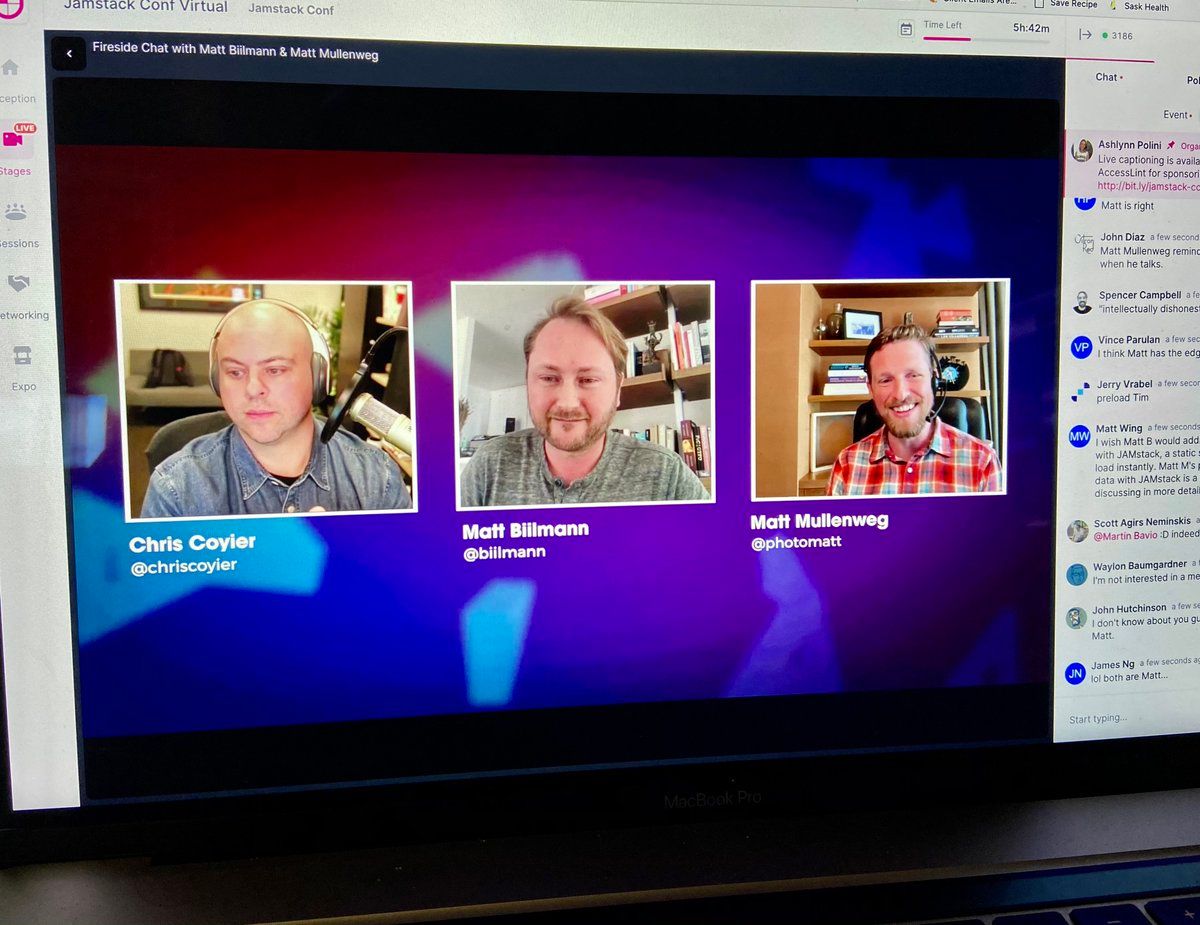 Jamstack Conf Virtual
Jamstack Conf
Save Recipe
Sask Health
Time Left
5h:42m
3186
Fireside Chat with Matt Biilmann & Matt Mullenweg
ception
LIVE
Stages
essions
etworking
Expo
Chris Coyier
@chriscoyier
Matt Biilmann
@biilmann
Matt Mullenweg
@photomatt
Chat
Pol
Event
Ashlynn Polini Orga
Live captioning is availa
AccessLint for sponsori
http://bit.ly/jamstack-co
Matt is right
John Diaz a few second
Matt Mullenweg remind
when he talks.
Spencer Campbell a fe
"intellectually dishones
Vince Parulan a few sec
VP
I think Matt has the edg
Jerry Vrabel a few secon
preload Tim
Matt Wing a few seconds
MW
I wish Matt B would add
with JAMstack, a static s
load instantly. Matt M's p
data with JAMstack is a
discussing in more detai
Scott Agirs Neminskis a
@Martin Bavio :D indeed
Waylon Baumgardner a f
I'm not interested in a me
John Hutchinson a few se
I don't know about you gu
Matt.
James Ng a few seconds ag
JN
lol both are Matt...
Start typing...
MacBook Pro